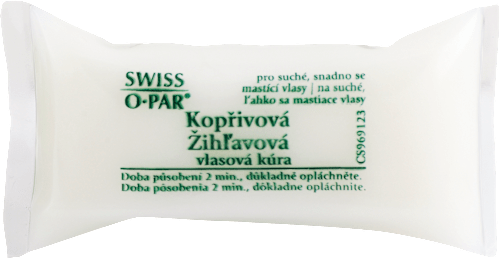 SWISS
O•PAR®
pro suché, snadno se
mastící vlasy | na suché,
ľahko sa mastiace vlasy
Kopřivová
Žihľavová
vlasová kúra
CS969123
Doba působení 2 min., důkladně opláchněte.
Doba pôsobenia 2 min., dôkladne opláchnite.